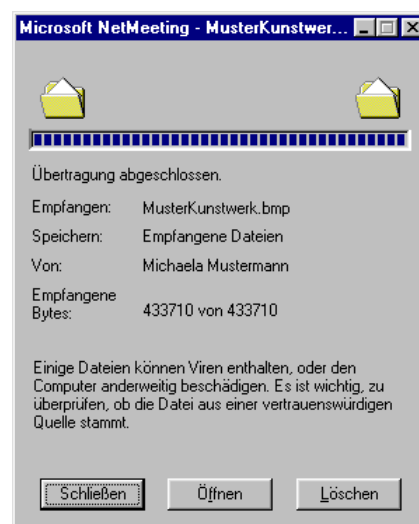 Microsoft NetMeeting - MusterKunstwer...
Übertragung abgeschlossen.
Empfangen: MusterKunstwerk.bmp
Speichern: Empfangene Dateien
Von: Michaela Mustermann
Empfangene
Bytes: 433710 von 433710
Einige Dateien können Viren enthalten, oder den
Computer anderweitig beschädigen. Es ist wichtig, zu
überprüfen, ob die Datei aus einer vertrauenswürdigen
Quelle stammt.
Schließen Öffnen Löschen